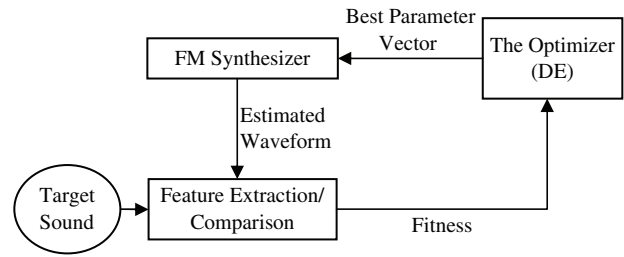 Best Parameter
Vector
FM Synthesizer
The Optimizer
(DE)
Estimated
Waveform
Target
Sound
Feature Extraction/
Comparison
Fitness